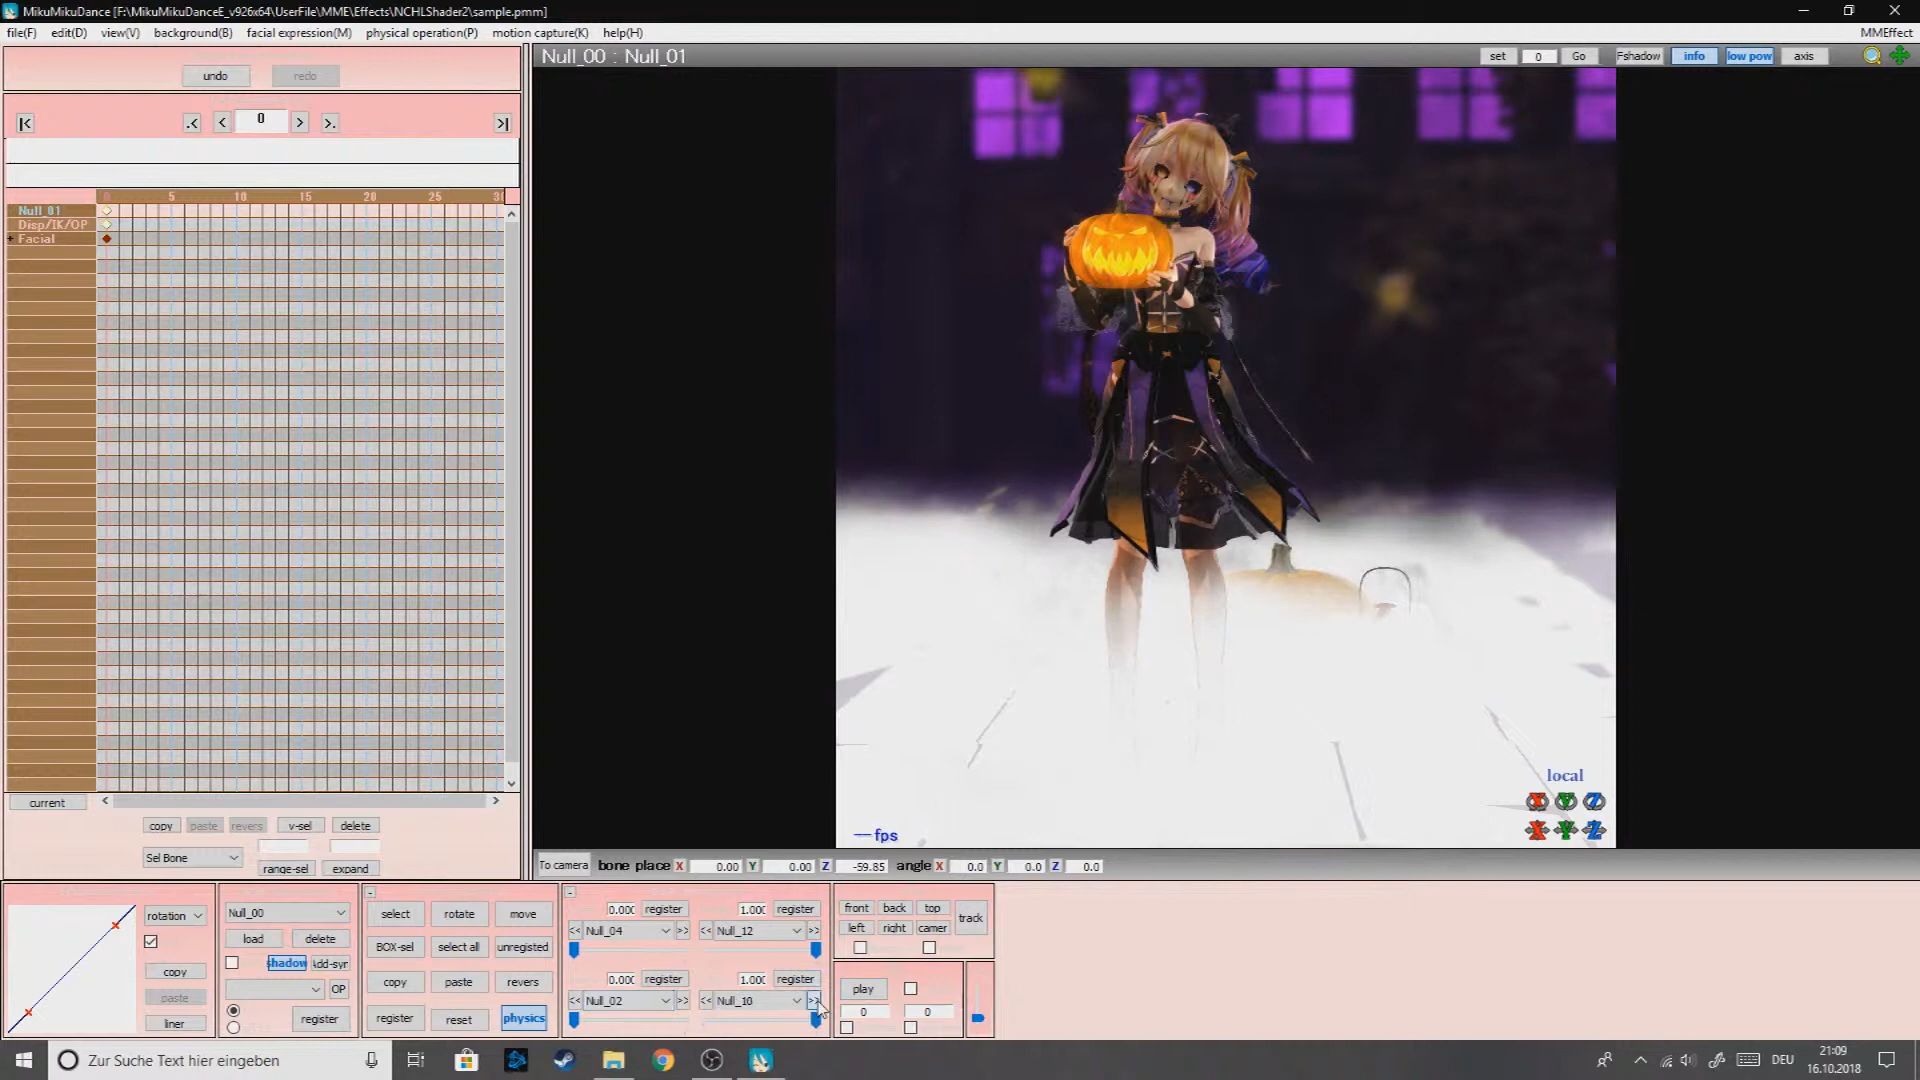 MikuMikuDance [F:\MikuMikuDanceE_v926x64\UserFile\MME\Effects\NCHLShader2\sample.pmm]
file(F) edit(D) view(V) background(B) facial expression(M) physical operation(P) motion capture(K) help(H) MMEffect
undo redo
Null_00 : Null_01
set 0 Go Fshadow info low pow axis
|< .< < 0 > >. >|
0 5 10 15 20 25
Null_01
Disp/IK/OP
+ Facial
local
X Y Z
X Y Z
-- fps
current < >
copy paste revers v-sel delete
Sel Bone
range-sel expand
To camera bone place X 0.00 Y 0.00 Z -59.85 angle X 0.0 Y 0.0 Z 0.0
rotation
copy
paste
liner
Null_00
load delete
shadow
OP
register
select rotate move
BOX-sel select all unregisted
copy paste revers
register reset physics
0.000 register 1.000 register
<< Null_04 >> << Null_12 >>
0.000 register 1.000 register
<< Null_02 >> << Null_10 >>
front back top track
left right camer
play
0 0
Zur Suche Text hier eingeben
DEU
21:09
16.10.2018